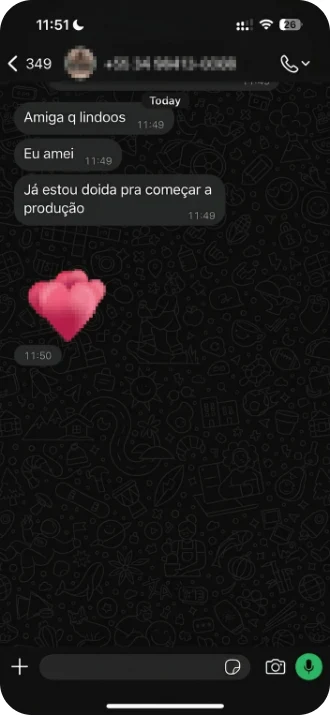 11:51
26
349
Today
Amiga q lindoos 11:49
Eu amei 11:49
Já estou doida pra começar a
produção 11:49
11:50